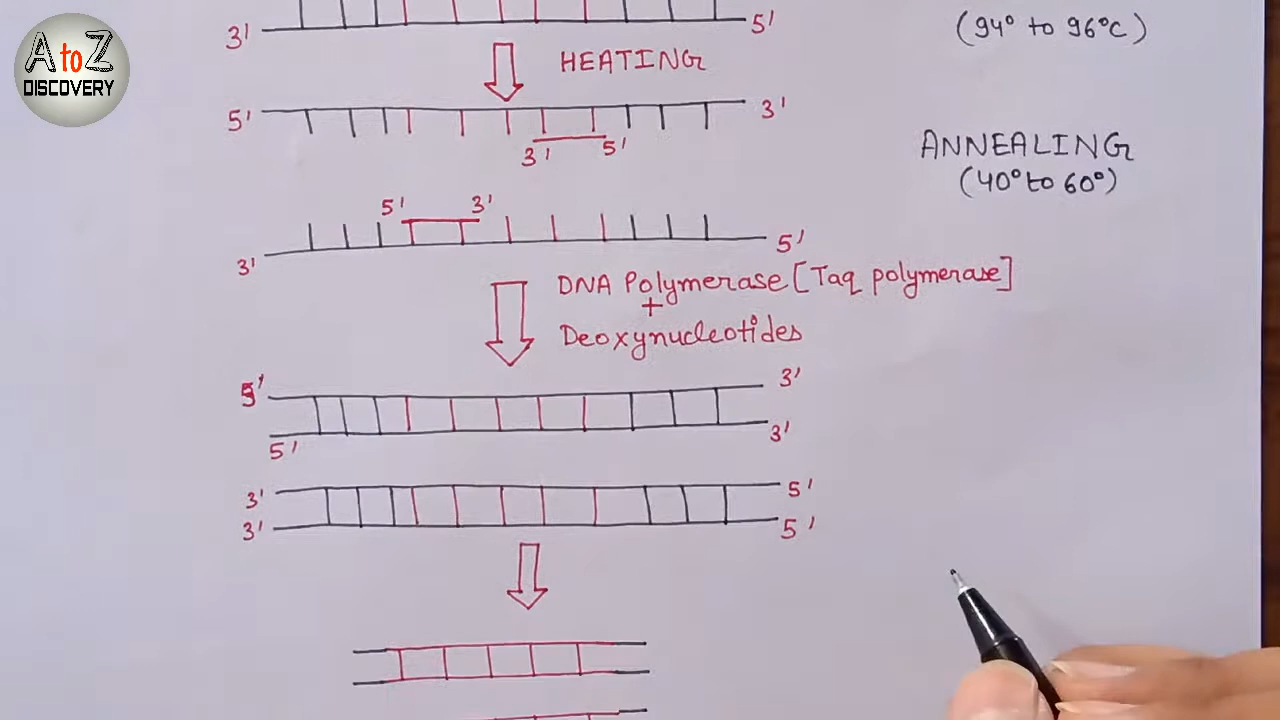 A to Z
DISCOVERY
3' 5'
(94° to 96°C)
HEATING
5' 3'
3' 5'
ANNEALING
(40° to 60°)
5' 3'
3' 5'
DNA Polymerase [Taq polymerase]
+
Deoxynucleotides
5' 3'
5' 3'
3' 5'
3' 5'